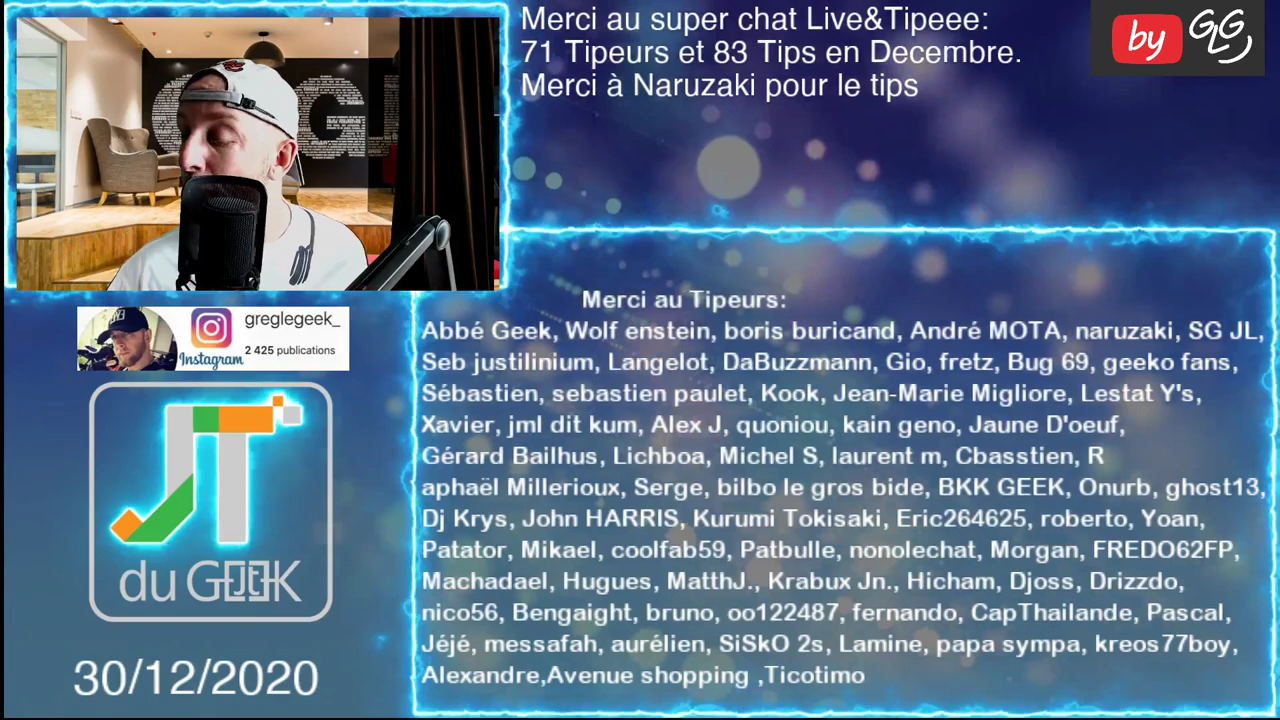 Merci au super chat Live&Tipeee:
71 Tipeurs et 83 Tips en Decembre.
Merci à Naruzaki pour le tips
by GLG
greglegeek_
Instagram
2 425 publications
JT
du GEEK
30/12/2020
Merci au Tipeurs:
Abbé Geek, Wolf enstein, boris buricand, André MOTA, naruzaki, SG JL,
Seb justilinium, Langelot, DaBuzzmann, Gio, fretz, Bug 69, geeko fans,
Sébastien, sebastien paulet, Kook, Jean-Marie Migliore, Lestat Y's,
Xavier, jml dit kum, Alex J, quoniou, kain geno, Jaune D'oeuf,
Gérard Bailhus, Lichboa, Michel S, laurent m, Cbasstien, R
aphaël Millerioux, Serge, bilbo le gros bide, BKK GEEK, Onurb, ghost13,
Dj Krys, John HARRIS, Kurumi Tokisaki, Eric264625, roberto, Yoan,
Patator, Mikael, coolfab59, Patbulle, nonolechat, Morgan, FREDO62FP,
Machadael, Hugues, MatthJ., Krabux Jn., Hicham, Djoss, Drizzdo,
nico56, Bengaight, bruno, oo122487, fernando, CapThailande, Pascal,
Jéjé, messafah, aurélien, SiSkO 2s, Lamine, papa sympa, kreos77boy,
Alexandre,Avenue shopping ,Ticotimo